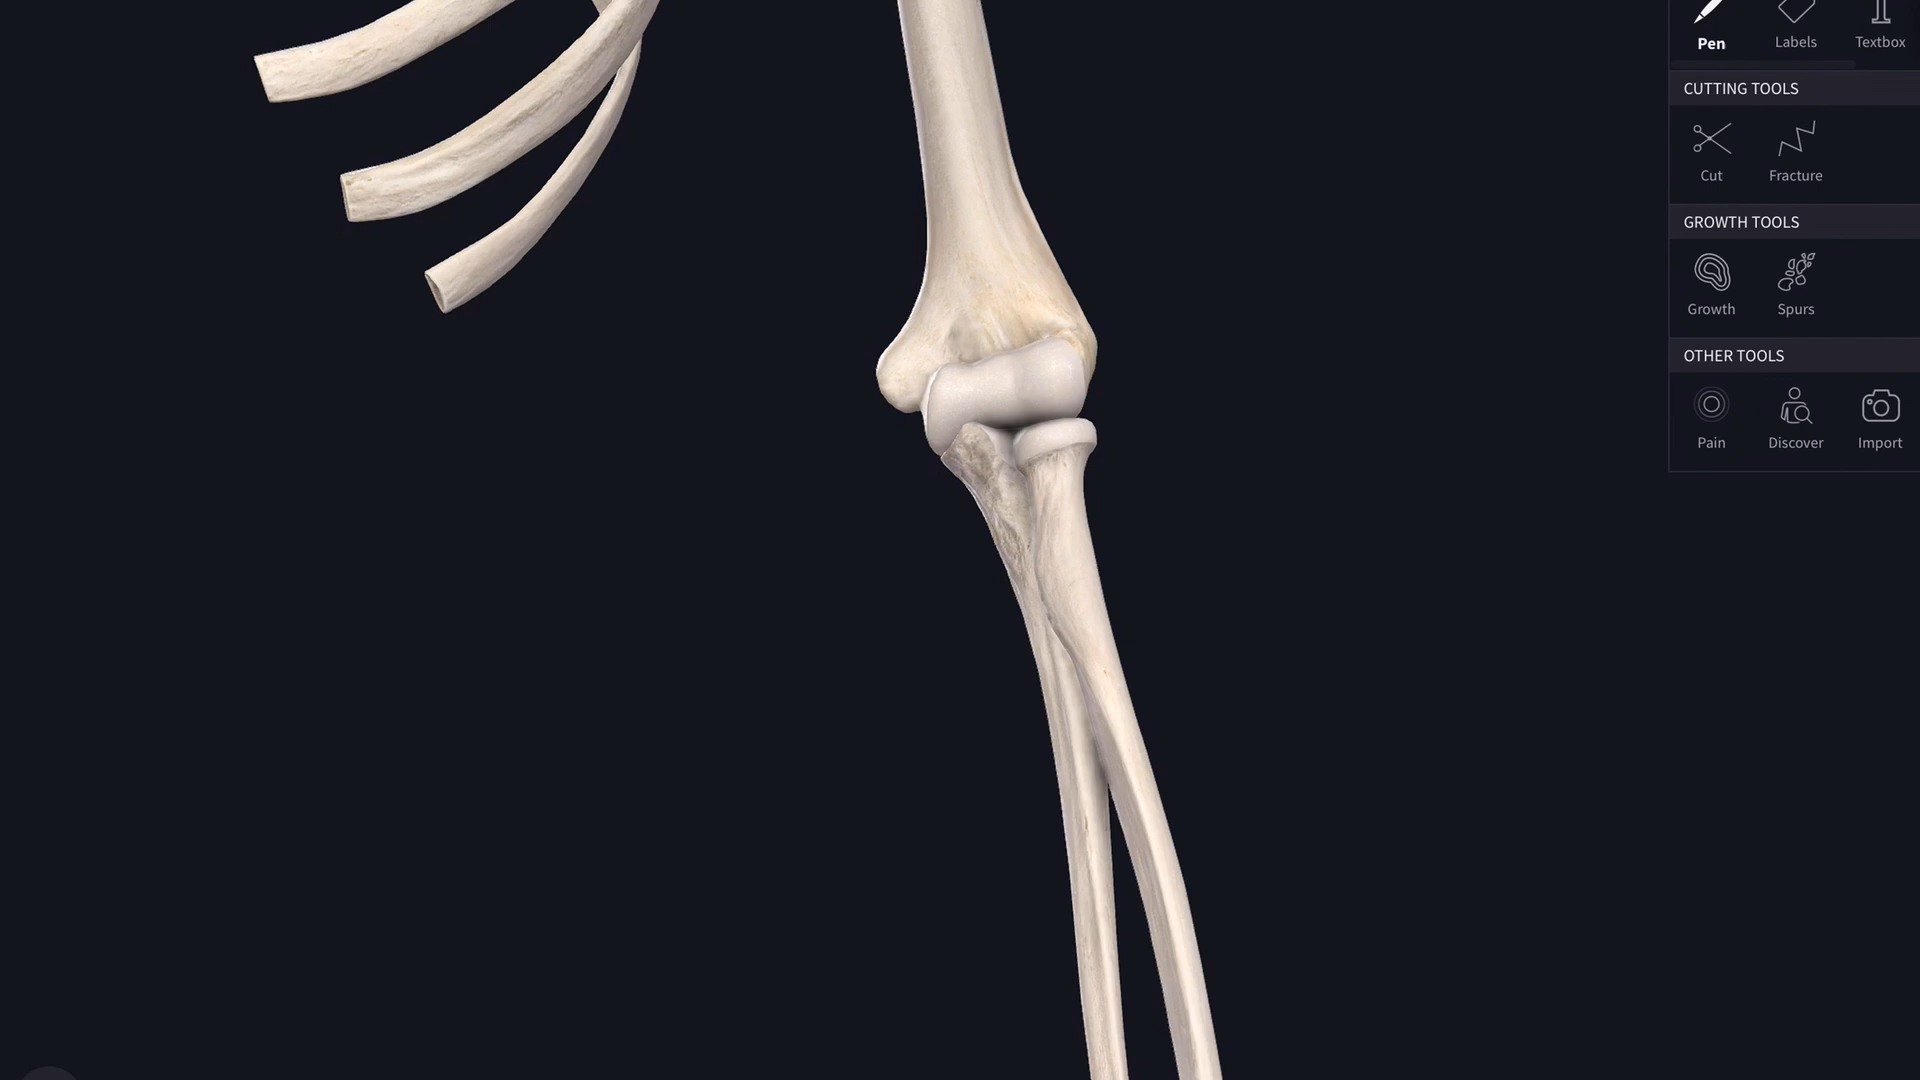 Pen Labels Textbox
CUTTING TOOLS
Cut Fracture
GROWTH TOOLS
Growth Spurs
OTHER TOOLS
Pain Discover Import